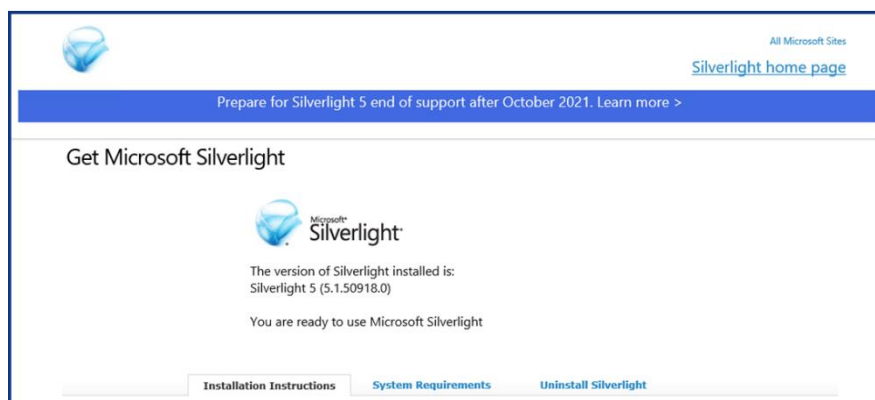 All Microsoft Sites
Silverlight home page
Prepare for Silverlight 5 end of support after October 2021. Learn more >
Get Microsoft Silverlight
Microsoft®
Silverlight®
The version of Silverlight installed is:
Silverlight 5 (5.1.50918.0)
You are ready to use Microsoft Silverlight
Installation Instructions System Requirements Uninstall Silverlight